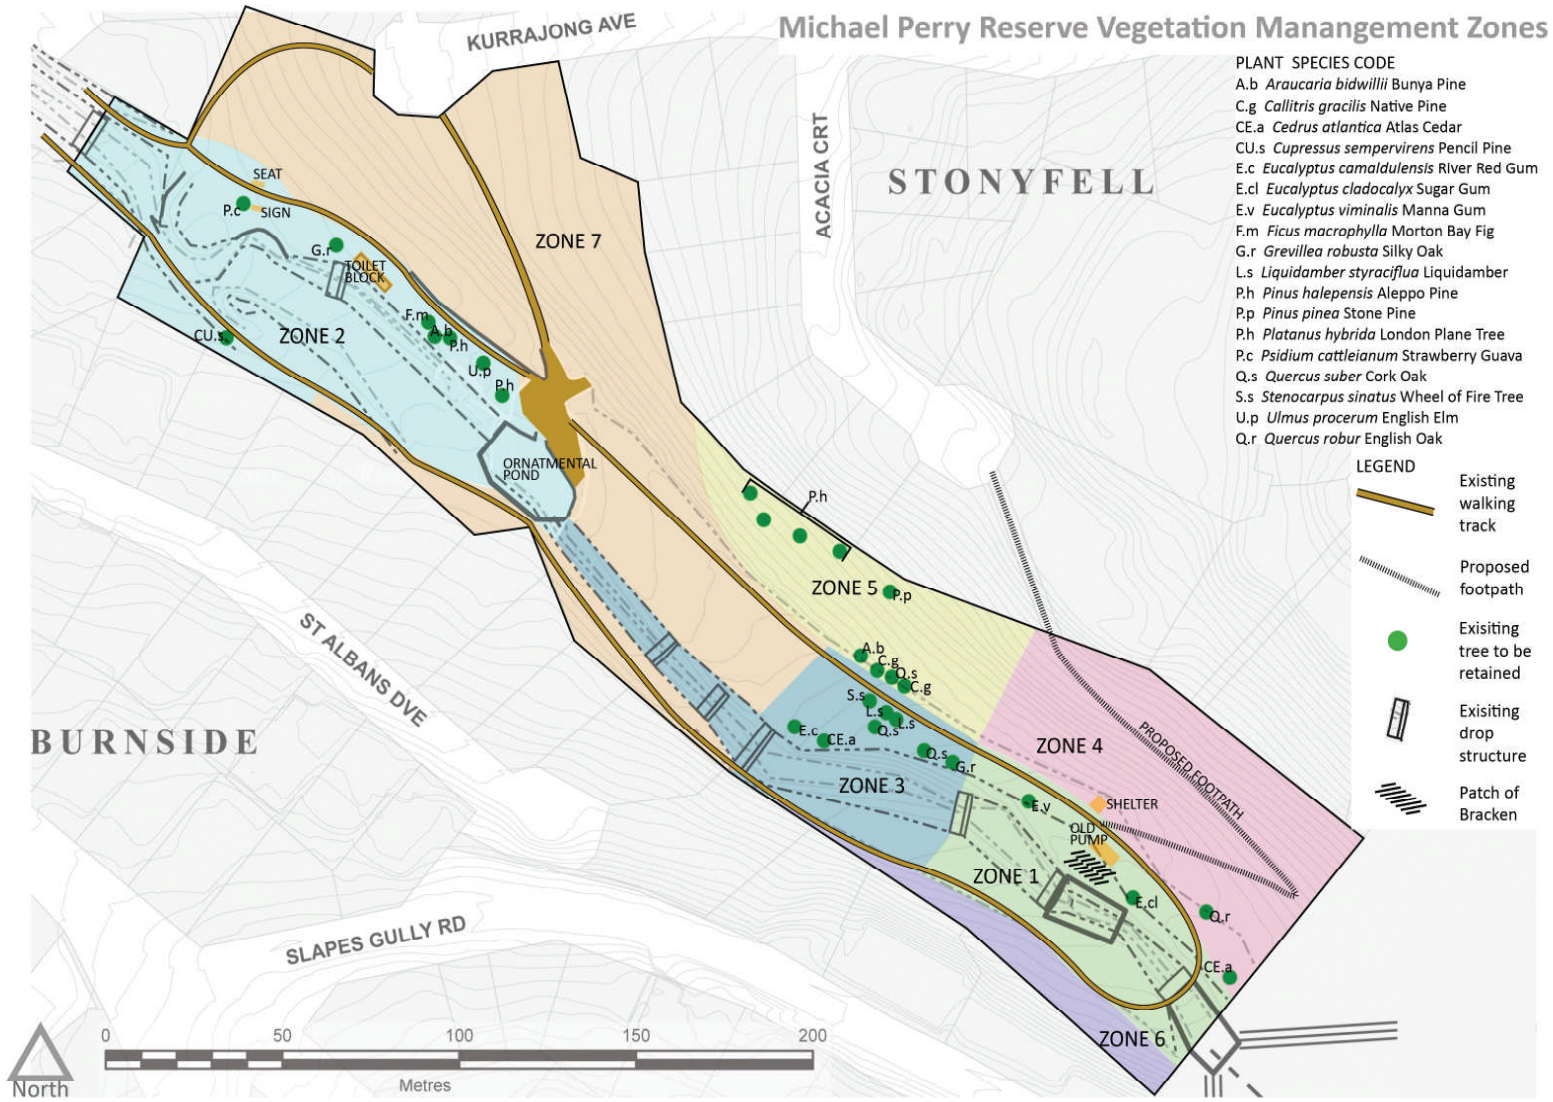 Michael Perry Reserve Vegetation Manangement Zones
KURRAJONG AVE
ACACIA CRT
STONYFELL
PLANT SPECIES CODE
A.b Araucaria bidwillii Bunya Pine
C.g Callitris gracilis Native Pine
CE.a Cedrus atlantica Atlas Cedar
CU.s Cupressus sempervirens Pencil Pine
E.c Eucalyptus camaldulensis RIver Red Gum
E.cl Eucalyptus cladocalyx Sugar Gum
E.v Eucalyptus viminalis Manna Gum
F.m Ficus macrophylla Morton Bay Fig
G.r Grevillea robusta Silky Oak
L.s Liquidamber styraciflua Liquidamber
P.h Pinus halepensis Aleppo Pine
P.p Pinus pinea Stone Pine
P.h Platanus hybrida London Plane Tree
P.c Psidium cattleianum Strawberry Guava
Q.s Quercus suber Cork Oak
S.s Stenocarpus sinatus Wheel of Fire Tree
U.p Ulmus procerum English Elm
Q.r Quercus robur English Oak
LEGEND
Existing
walking
track
Proposed
footpath
Exisiting
tree to be
retained
Exisiting
drop
structure
Patch of
Bracken
SEAT
P.c
SIGN
G.r
TOILET
BLOCK
ZONE 7
CU.s
ZONE 2
F.m
A.b
P.h
U.p
P.h
ORNATMENTAL
POND
P.h
ZONE 5
P.p
A.b
C.g
Q.s
C.g
S.s
L.s
L.s
Q.s
E.c
CE.a
Q.s
G.r
ZONE 3
ZONE 4
PROPOSED FOOTPATH
E.v
SHELTER
OLD
PUMP
ZONE 1
E.cl
Q.r
CE.a
ZONE 6
ST ALBANS DVE
BURNSIDE
SLAPES GULLY RD
0 50 100 150 200
Metres
North